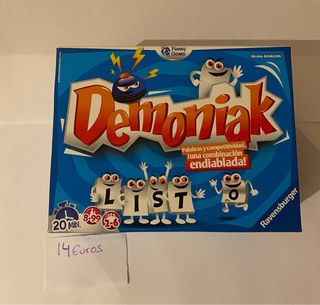 Funny Games
Nicolas BOURGOIN
Demoniak
Palabras y competitividad,
¡una combinación
endiablada!
LIST O
20 MIN.
8-99
2-6
Ravensburger
14 Euros